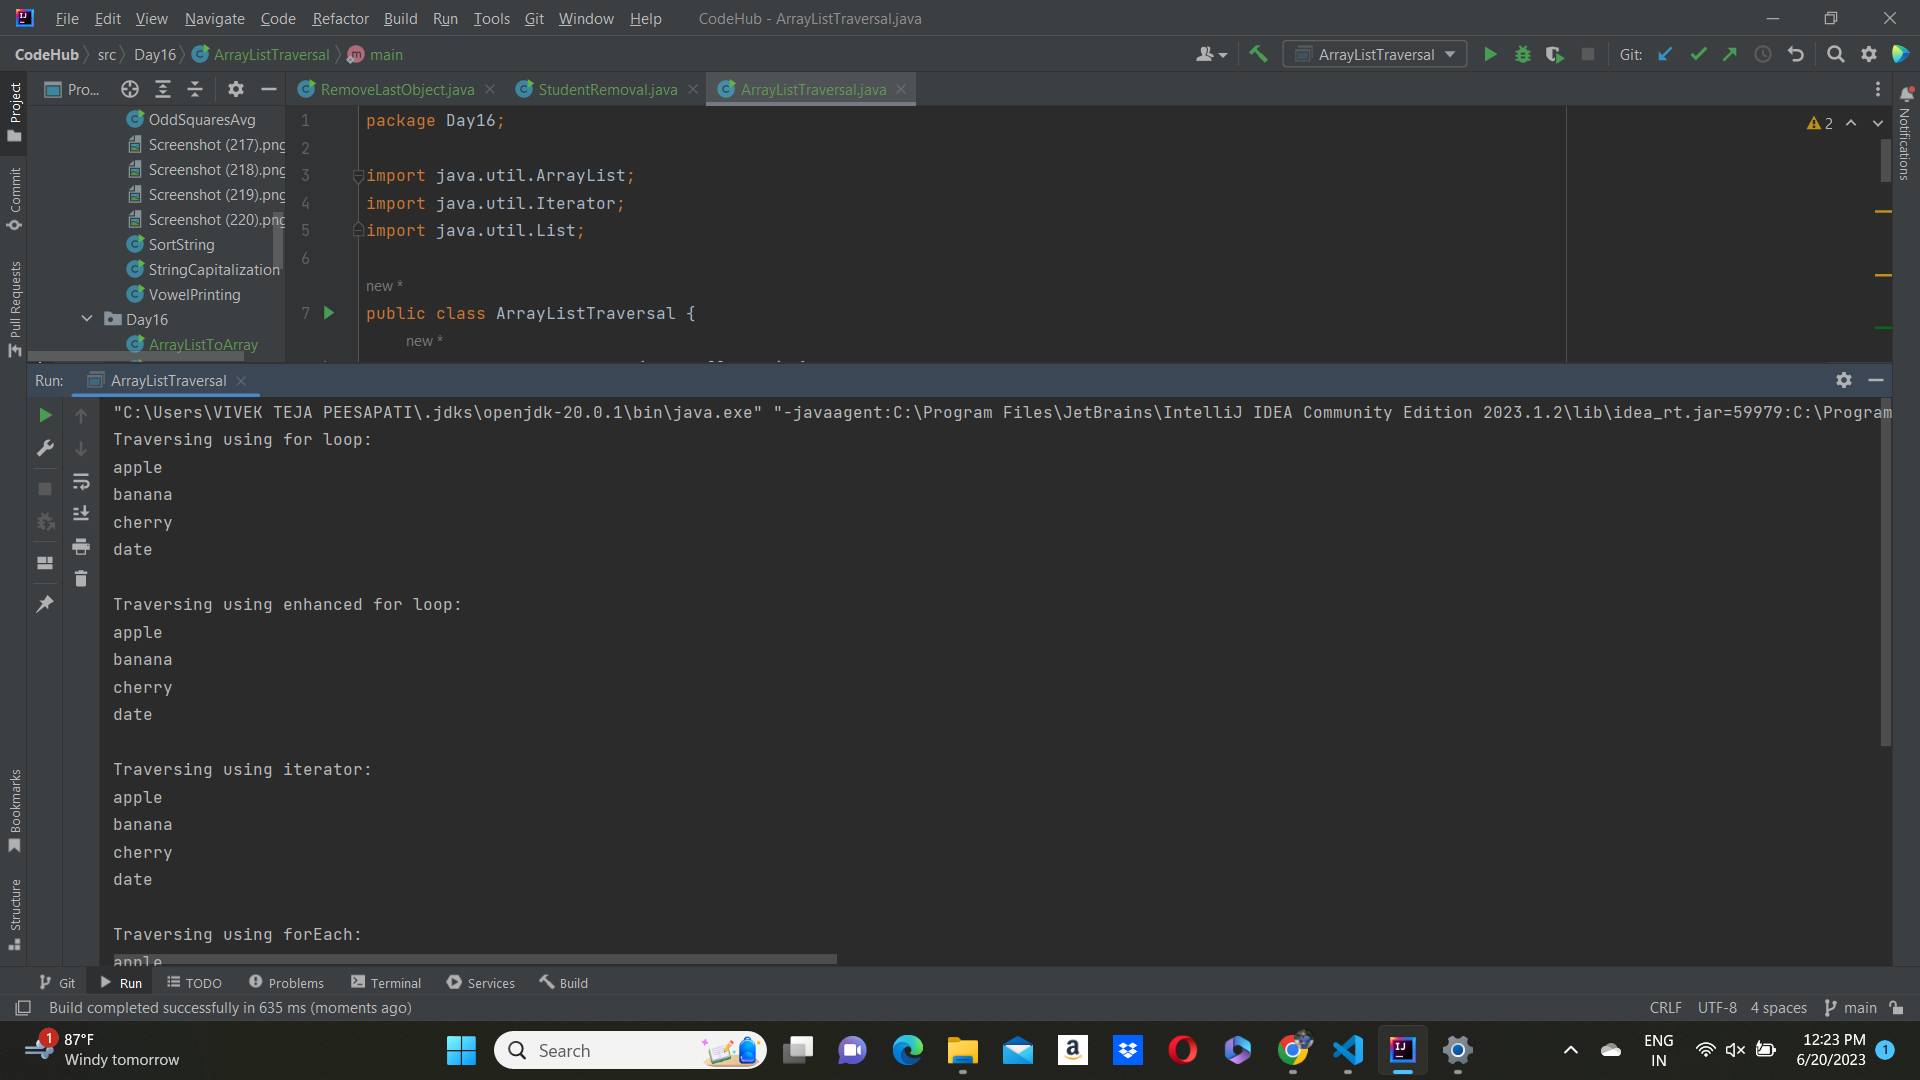 File Edit View Navigate Code Refactor Build Run Tools Git Window Help CodeHub - ArrayListTraversal.java
CodeHub src Day16 ArrayListTraversal main
ArrayListTraversal Git:
Pro...
RemoveLastObject.java StudentRemoval.java ArrayListTraversal.java
Project
Commit
Pull Requests
Bookmarks
Structure
Notifications
OddSquaresAvg
Screenshot (217).png
Screenshot (218).png
Screenshot (219).png
Screenshot (220).png
SortString
StringCapitalization
VowelPrinting
Day16
ArrayListToArray
1 package Day16;
2
3 import java.util.ArrayList;
4 import java.util.Iterator;
5 import java.util.List;
6
new *
7 public class ArrayListTraversal {
new *
2
Run: ArrayListTraversal
"C:\Users\VIVEK TEJA PEESAPATI\.jdks\openjdk-20.0.1\bin\java.exe" "-javaagent:C:\Program Files\JetBrains\IntelliJ IDEA Community Edition 2023.1.2\lib\idea_rt.jar=59979:C:\Program
Traversing using for loop:
apple
banana
cherry
date
Traversing using enhanced for loop:
apple
banana
cherry
date
Traversing using iterator:
apple
banana
cherry
date
Traversing using forEach:
apple
Git Run TODO Problems Terminal Services Build
Build completed successfully in 635 ms (moments ago)
CRLF UTF-8 4 spaces main
1
87°F
Windy tomorrow
Search
ENG
IN
12:23 PM
6/20/2023
1